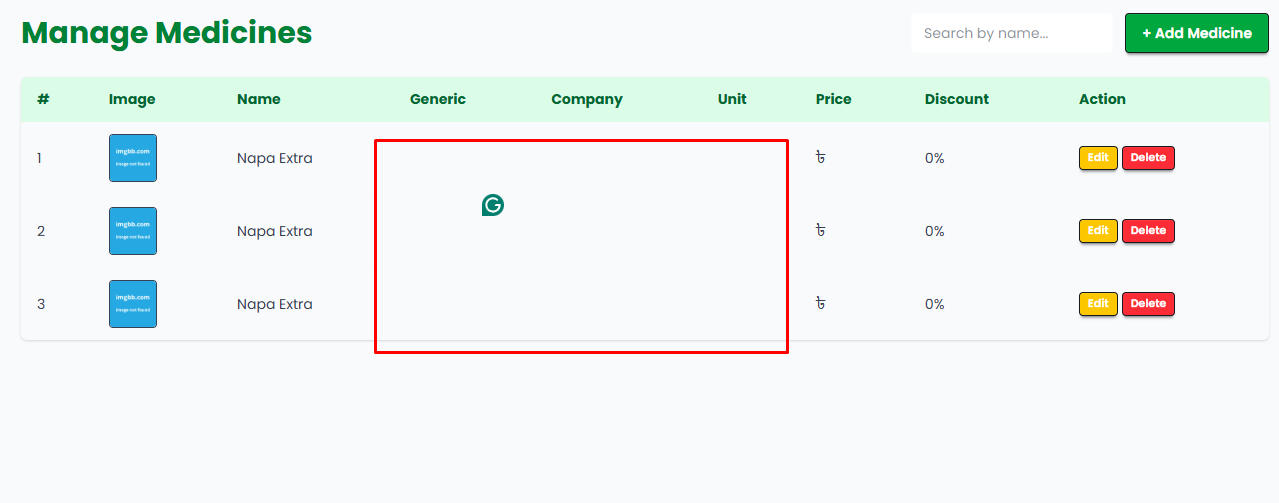 Manage Medicines
Search by name...
+ Add Medicine
# Image Name Generic Company Unit Price Discount Action
1 imgbb.com Napa Extra ৳ 0% Edit Delete
image not found
2 imgbb.com Napa Extra ৳ 0% Edit Delete
image not found
3 imgbb.com Napa Extra ৳ 0% Edit Delete
image not found